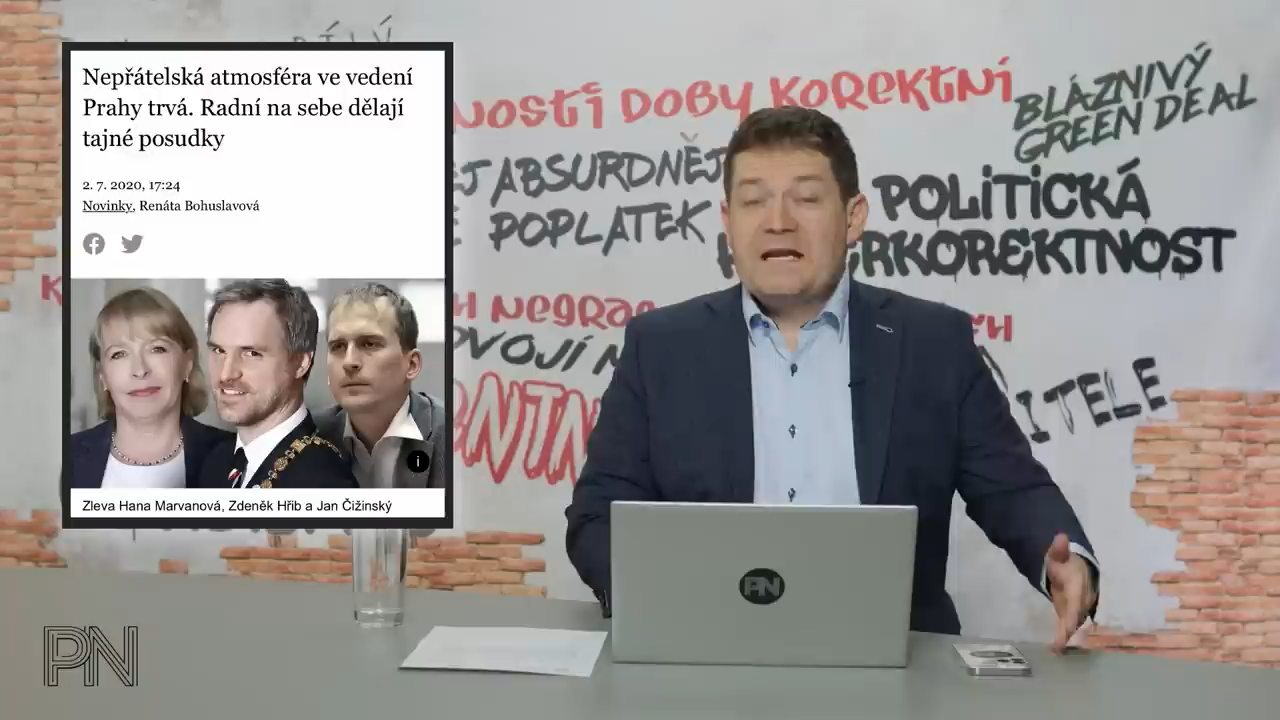 Nepřátelská atmosféra ve vedení
Prahy trvá. Radní na sebe dělají
tajné posudky
2. 7. 2020, 17:24
Novinky, Renáta Bohuslavová
i
Zleva Hana Marvanová, Zdeněk Hřib a Jan Čižinský
DOBY KOREKTNÍ
BLÁZNIVÝ
GREEN DEAL
ABSURDNĚJ
POPLATEK
POLITICKÁ
RKOREKTNOST
PN
PN